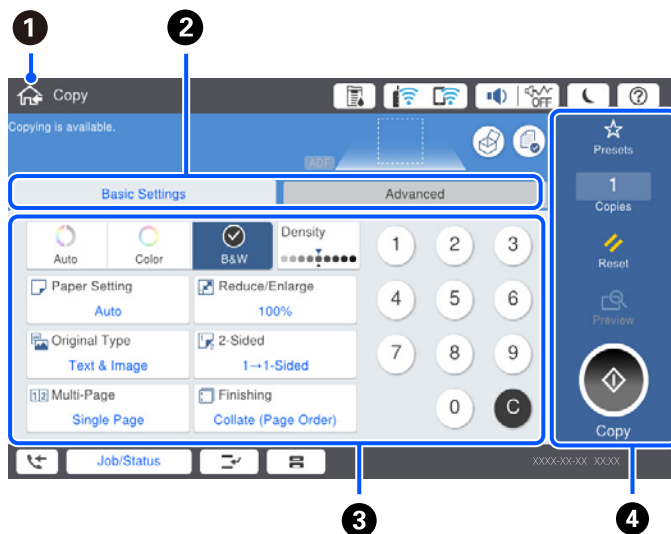 1
2
Copy
OFF
Copying is available.
ADF
Presets
Basic Settings
Advanced
1
Copies
Auto
Color
B&W
Density
1
2
3
Reset
Paper Setting
Auto
Reduce/Enlarge
100%
4
5
6
Preview
Original Type
Text & Image
2-Sided
1→1-Sided
7
8
9
1 2 Multi-Page
Single Page
Finishing
Collate (Page Order)
0
C
Copy
Job/Status
XXXX-XX-XX XX:XX
3
4